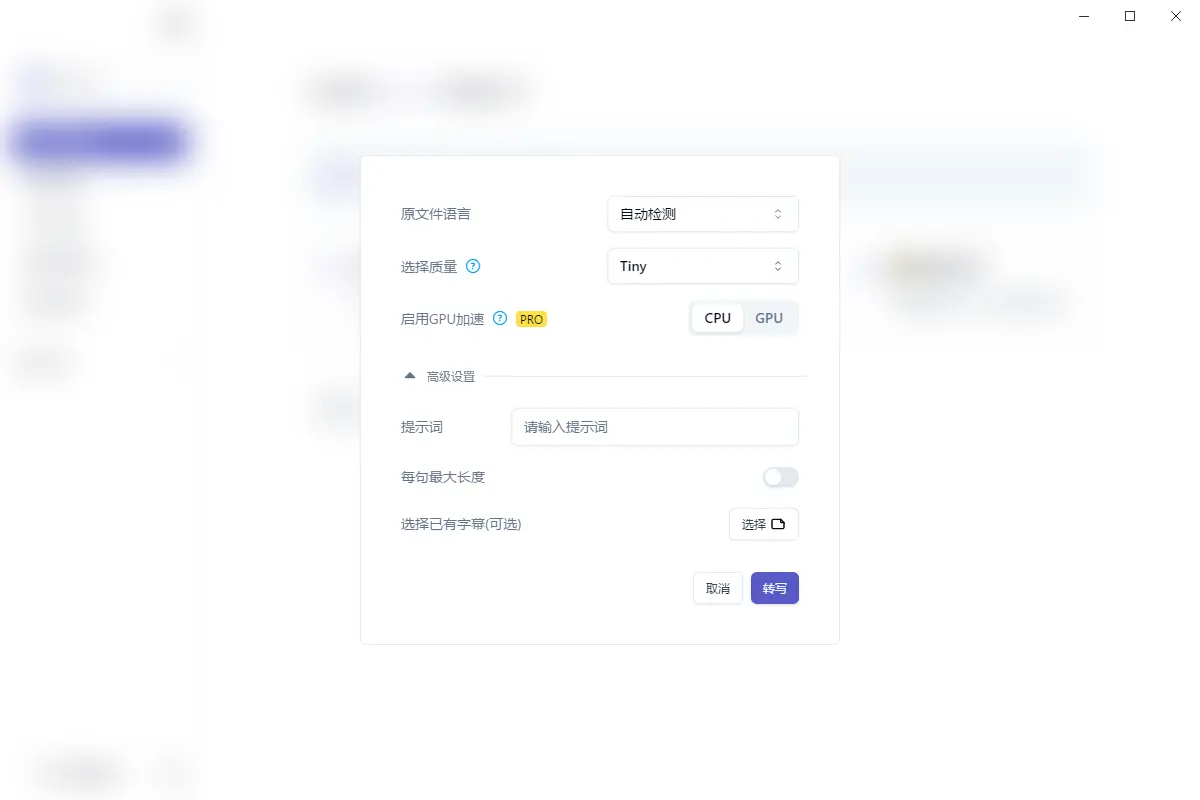 原文件语言 自动检测
选择质量 Tiny
启用GPU加速 PRO CPU GPU
高级设置
提示词 请输入提示词
每句最大长度
选择已有字幕(可选) 选择
取消 转写